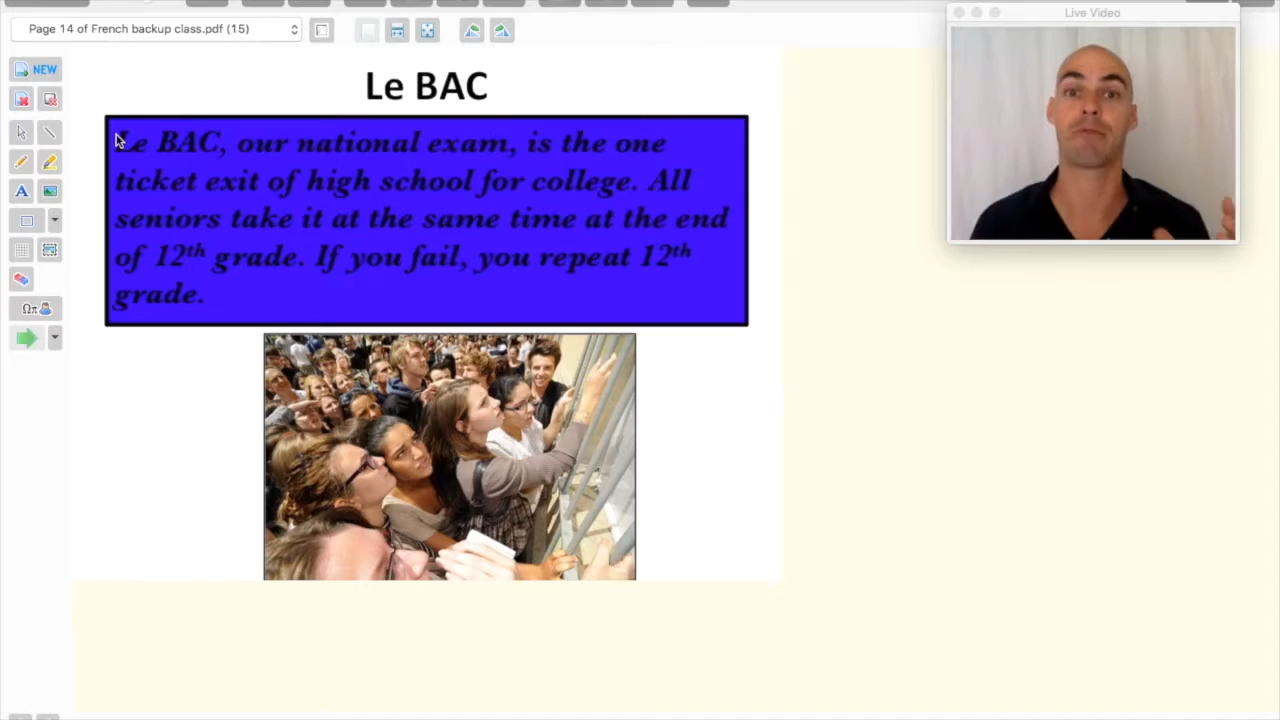 Page 14 of French backup class.pdf (15)
Live Video
NEW
Le BAC
Le BAC, our national exam, is the one
ticket exit of high school for college. All
seniors take it at the same time at the end
of 12th grade. If you fail, you repeat 12th
grade.
A
Ωπ